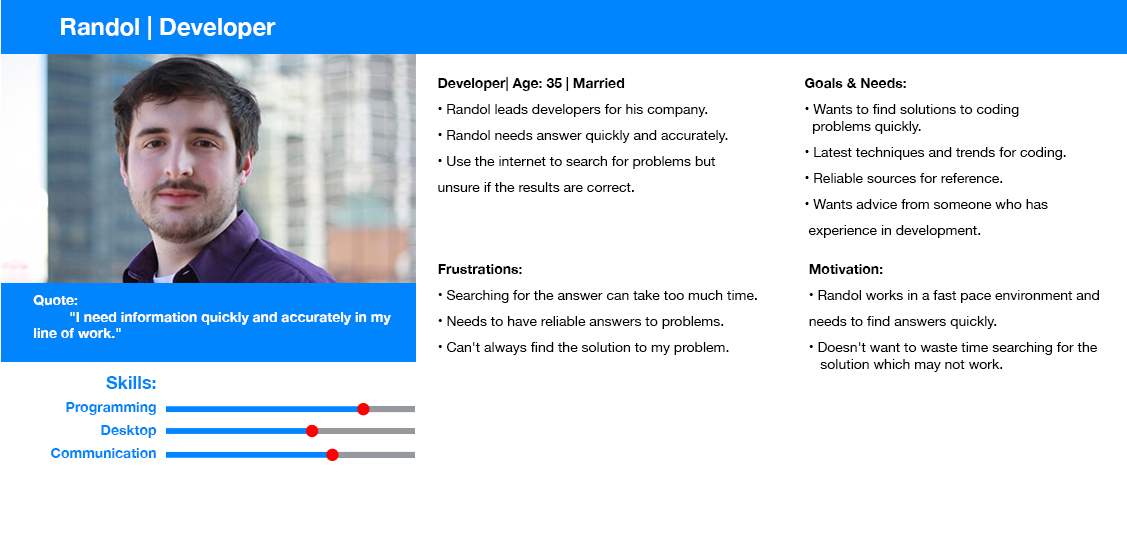 Randol | Developer
Developer| Age: 35 | Married
• Randol leads developers for his company.
• Randol needs answer quickly and accurately.
• Use the internet to search for problems but
unsure if the results are correct.
Goals & Needs:
• Wants to find solutions to coding
problems quickly.
• Latest techniques and trends for coding.
• Reliable sources for reference.
• Wants advice from someone who has
experience in development.
Frustrations:
• Searching for the answer can take too much time.
• Needs to have reliable answers to problems.
• Can't always find the solution to my problem.
Motivation:
• Randol works in a fast pace environment and
needs to find answers quickly.
• Doesn't want to waste time searching for the
solution which may not work.
Quote:
"I need information quickly and accurately in my
line of work."
Skills:
Programming
Desktop
Communication